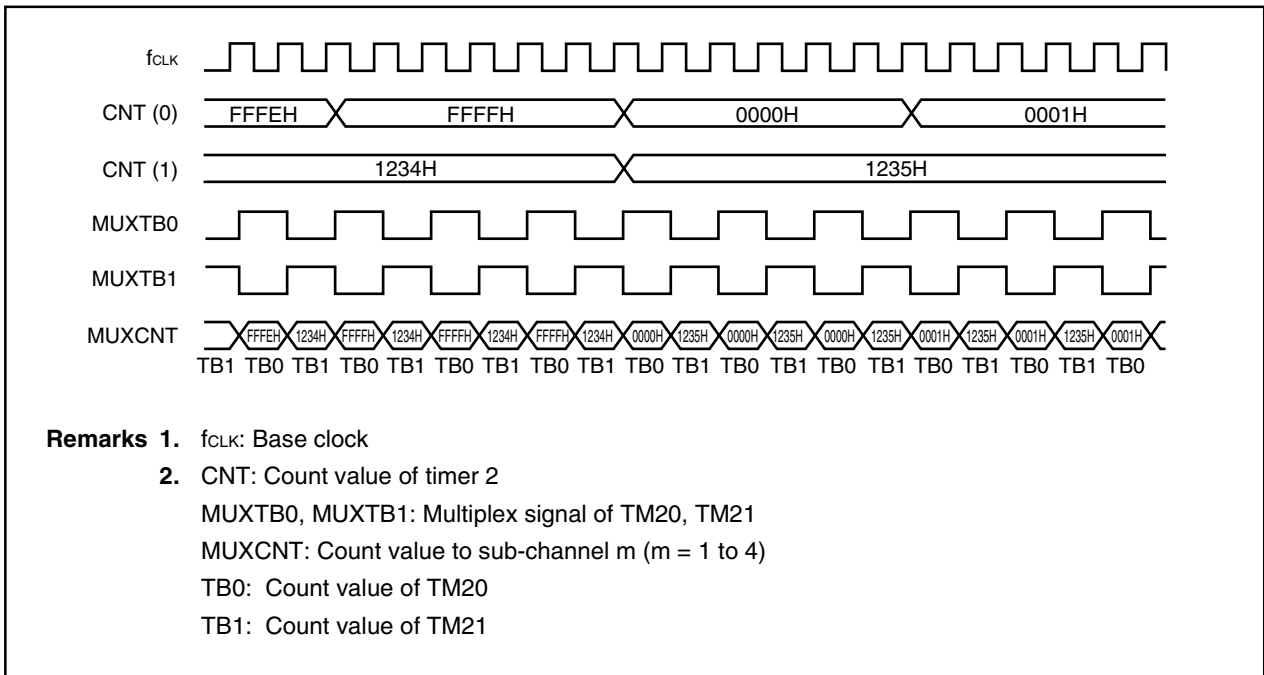 fCLK
CNT (0) FFFEH FFFFH 0000H 0001H
CNT (1) 1234H 1235H
MUXTB0
MUXTB1
MUXCNT FFFEH 1234H FFFFH 1234H FFFFH 1234H FFFFH 1234H 0000H 1235H 0000H 1235H 0000H 1235H 0001H 1235H 0001H 1235H 0001H
TB1 TB0 TB1 TB0 TB1 TB0 TB1 TB0 TB1 TB0 TB1 TB0 TB1 TB0 TB1 TB0 TB1 TB0 TB1 TB0
Remarks 1. fCLK: Base clock
2. CNT: Count value of timer 2
MUXTB0, MUXTB1: Multiplex signal of TM20, TM21
MUXCNT: Count value to sub-channel m (m = 1 to 4)
TB0: Count value of TM20
TB1: Count value of TM21